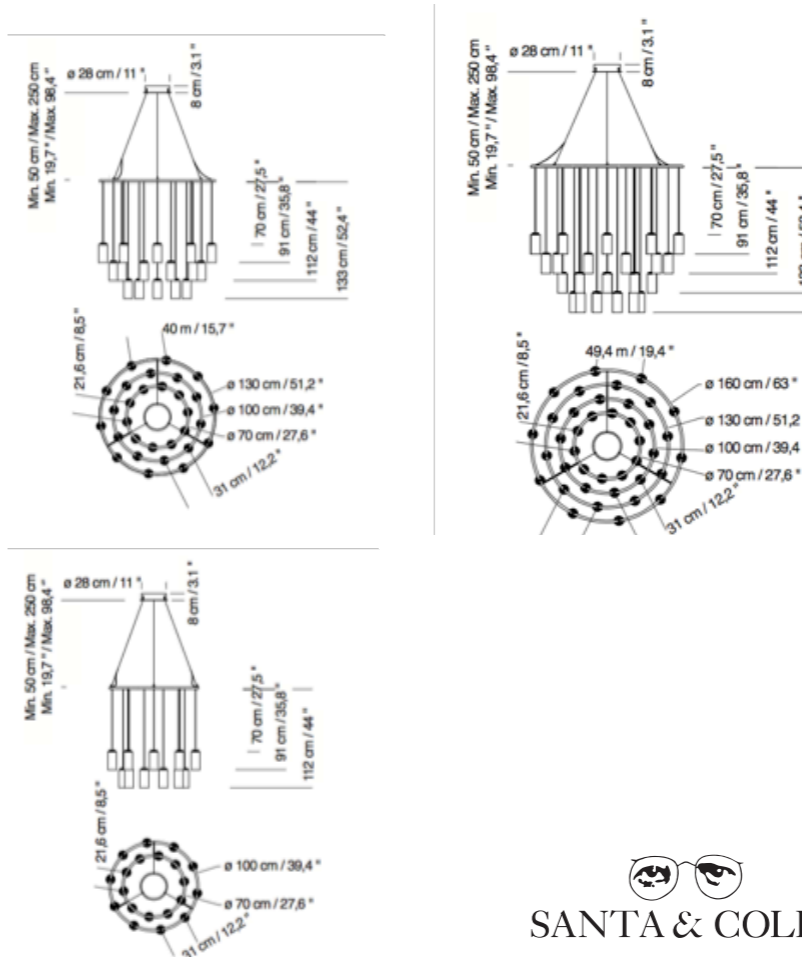 ø 28 cm / 11 "
8 cm / 3.1 "
Min. 50 cm / Max. 250 cm
Min. 19,7 " / Max. 98,4 "
70 cm / 27,5 "
91 cm / 35,8 "
112 cm / 44 "
133 cm / 52,4 "
21,6 cm / 8,5 "
40 m / 15,7 "
ø 130 cm / 51,2 "
ø 100 cm / 39,4 "
ø 70 cm / 27,6 "
31 cm / 12,2 "
ø 28 cm / 11 "
8 cm / 3.1 "
Min. 50 cm / Max. 250 cm
Min. 19,7 " / Max. 98,4 "
70 cm / 27,5 "
91 cm / 35,8 "
112 cm / 44 "
21,6 cm / 8,5 "
49,4 m / 19,4 "
ø 160 cm / 63 "
ø 130 cm / 51,2
ø 100 cm / 39,4
ø 70 cm / 27,6 "
31 cm / 12,2 "
ø 28 cm / 11 "
8 cm / 3.1 "
Min. 50 cm / Max. 250 cm
Min. 19,7 " / Max. 98,4 "
70 cm / 27,5 "
91 cm / 35,8 "
112 cm / 44 "
21,6 cm / 8,5 "
ø 100 cm / 39,4 "
ø 70 cm / 27,6 "
31 cm / 12,2 "
SANTA &